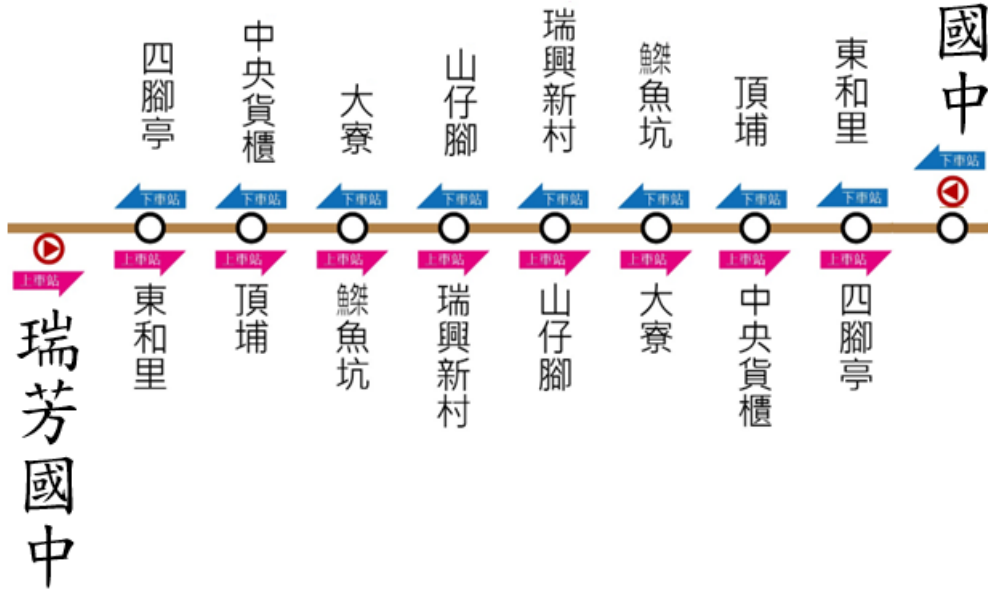 四腳亭
中央貨櫃
大寮
山仔腳
瑞興新村
鰶魚坑
頂埔
東和里
國中
下車站
下車站
下車站
下車站
下車站
下車站
下車站
下車站
下車站
上車站
上車站
上車站
上車站
上車站
上車站
上車站
上車站
上車站
瑞芳國中
東和里
頂埔
鰶魚坑
瑞興新村
山仔腳
大寮
中央貨櫃
四腳亭